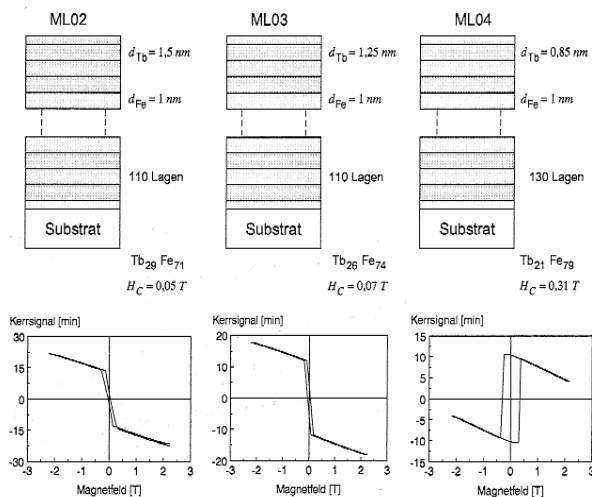 ML02
d_Tb = 1,5 nm
d_Fe = 1 nm
110 Lagen
Substrat
Tb29 Fe71
H_C = 0,05 T
ML03
d_Tb = 1,25 nm
d_Fe = 1 nm
110 Lagen
Substrat
Tb26 Fe74
H_C = 0,07 T
ML04
d_Tb = 0,85 nm
d_Fe = 1 nm
130 Lagen
Substrat
Tb21 Fe79
H_C = 0,31 T
Kerrsignal [min]
30
15
0
-15
-30
-3 -2 -1 0 1 2 3
Magnetfeld [T]
Kerrsignal [min]
20
10
0
-10
-20
-3 -2 -1 0 1 2 3
Magnetfeld [T]
Kerrsignal [min]
15
10
5
0
-5
-10
-15
-3 -2 -1 0 1 2 3
Magnetfeld [T]